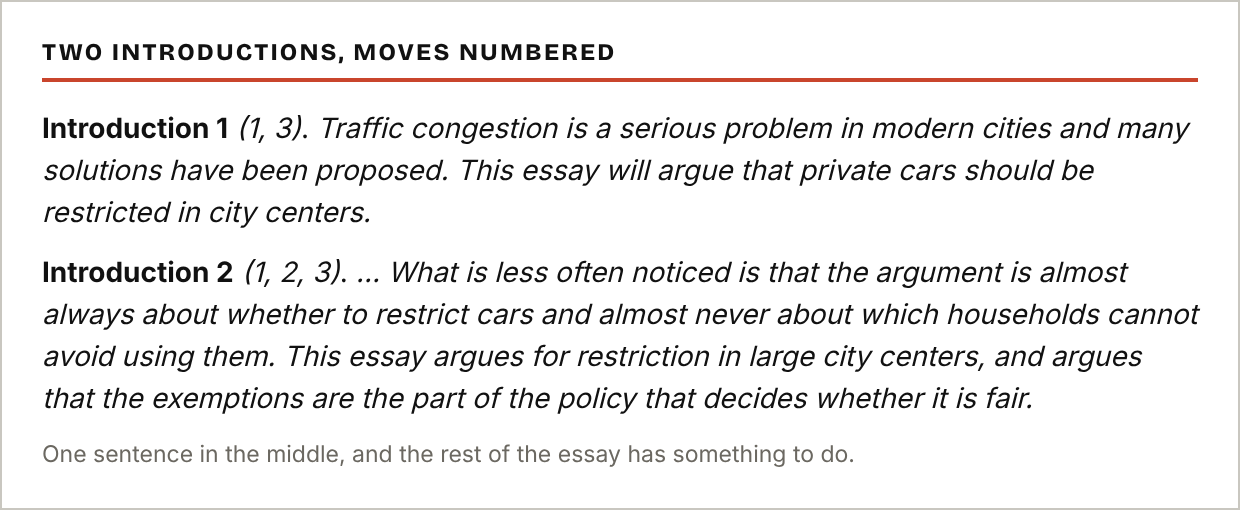 TWO INTRODUCTIONS, MOVES NUMBERED
Introduction 1 (1, 3). Traffic congestion is a serious problem in modern cities and many
solutions have been proposed. This essay will argue that private cars should be
restricted in city centers.
Introduction 2 (1, 2, 3). ... What is less often noticed is that the argument is almost
always about whether to restrict cars and almost never about which households cannot
avoid using them. This essay argues for restriction in large city centers, and argues
that the exemptions are the part of the policy that decides whether it is fair.
One sentence in the middle, and the rest of the essay has something to do.